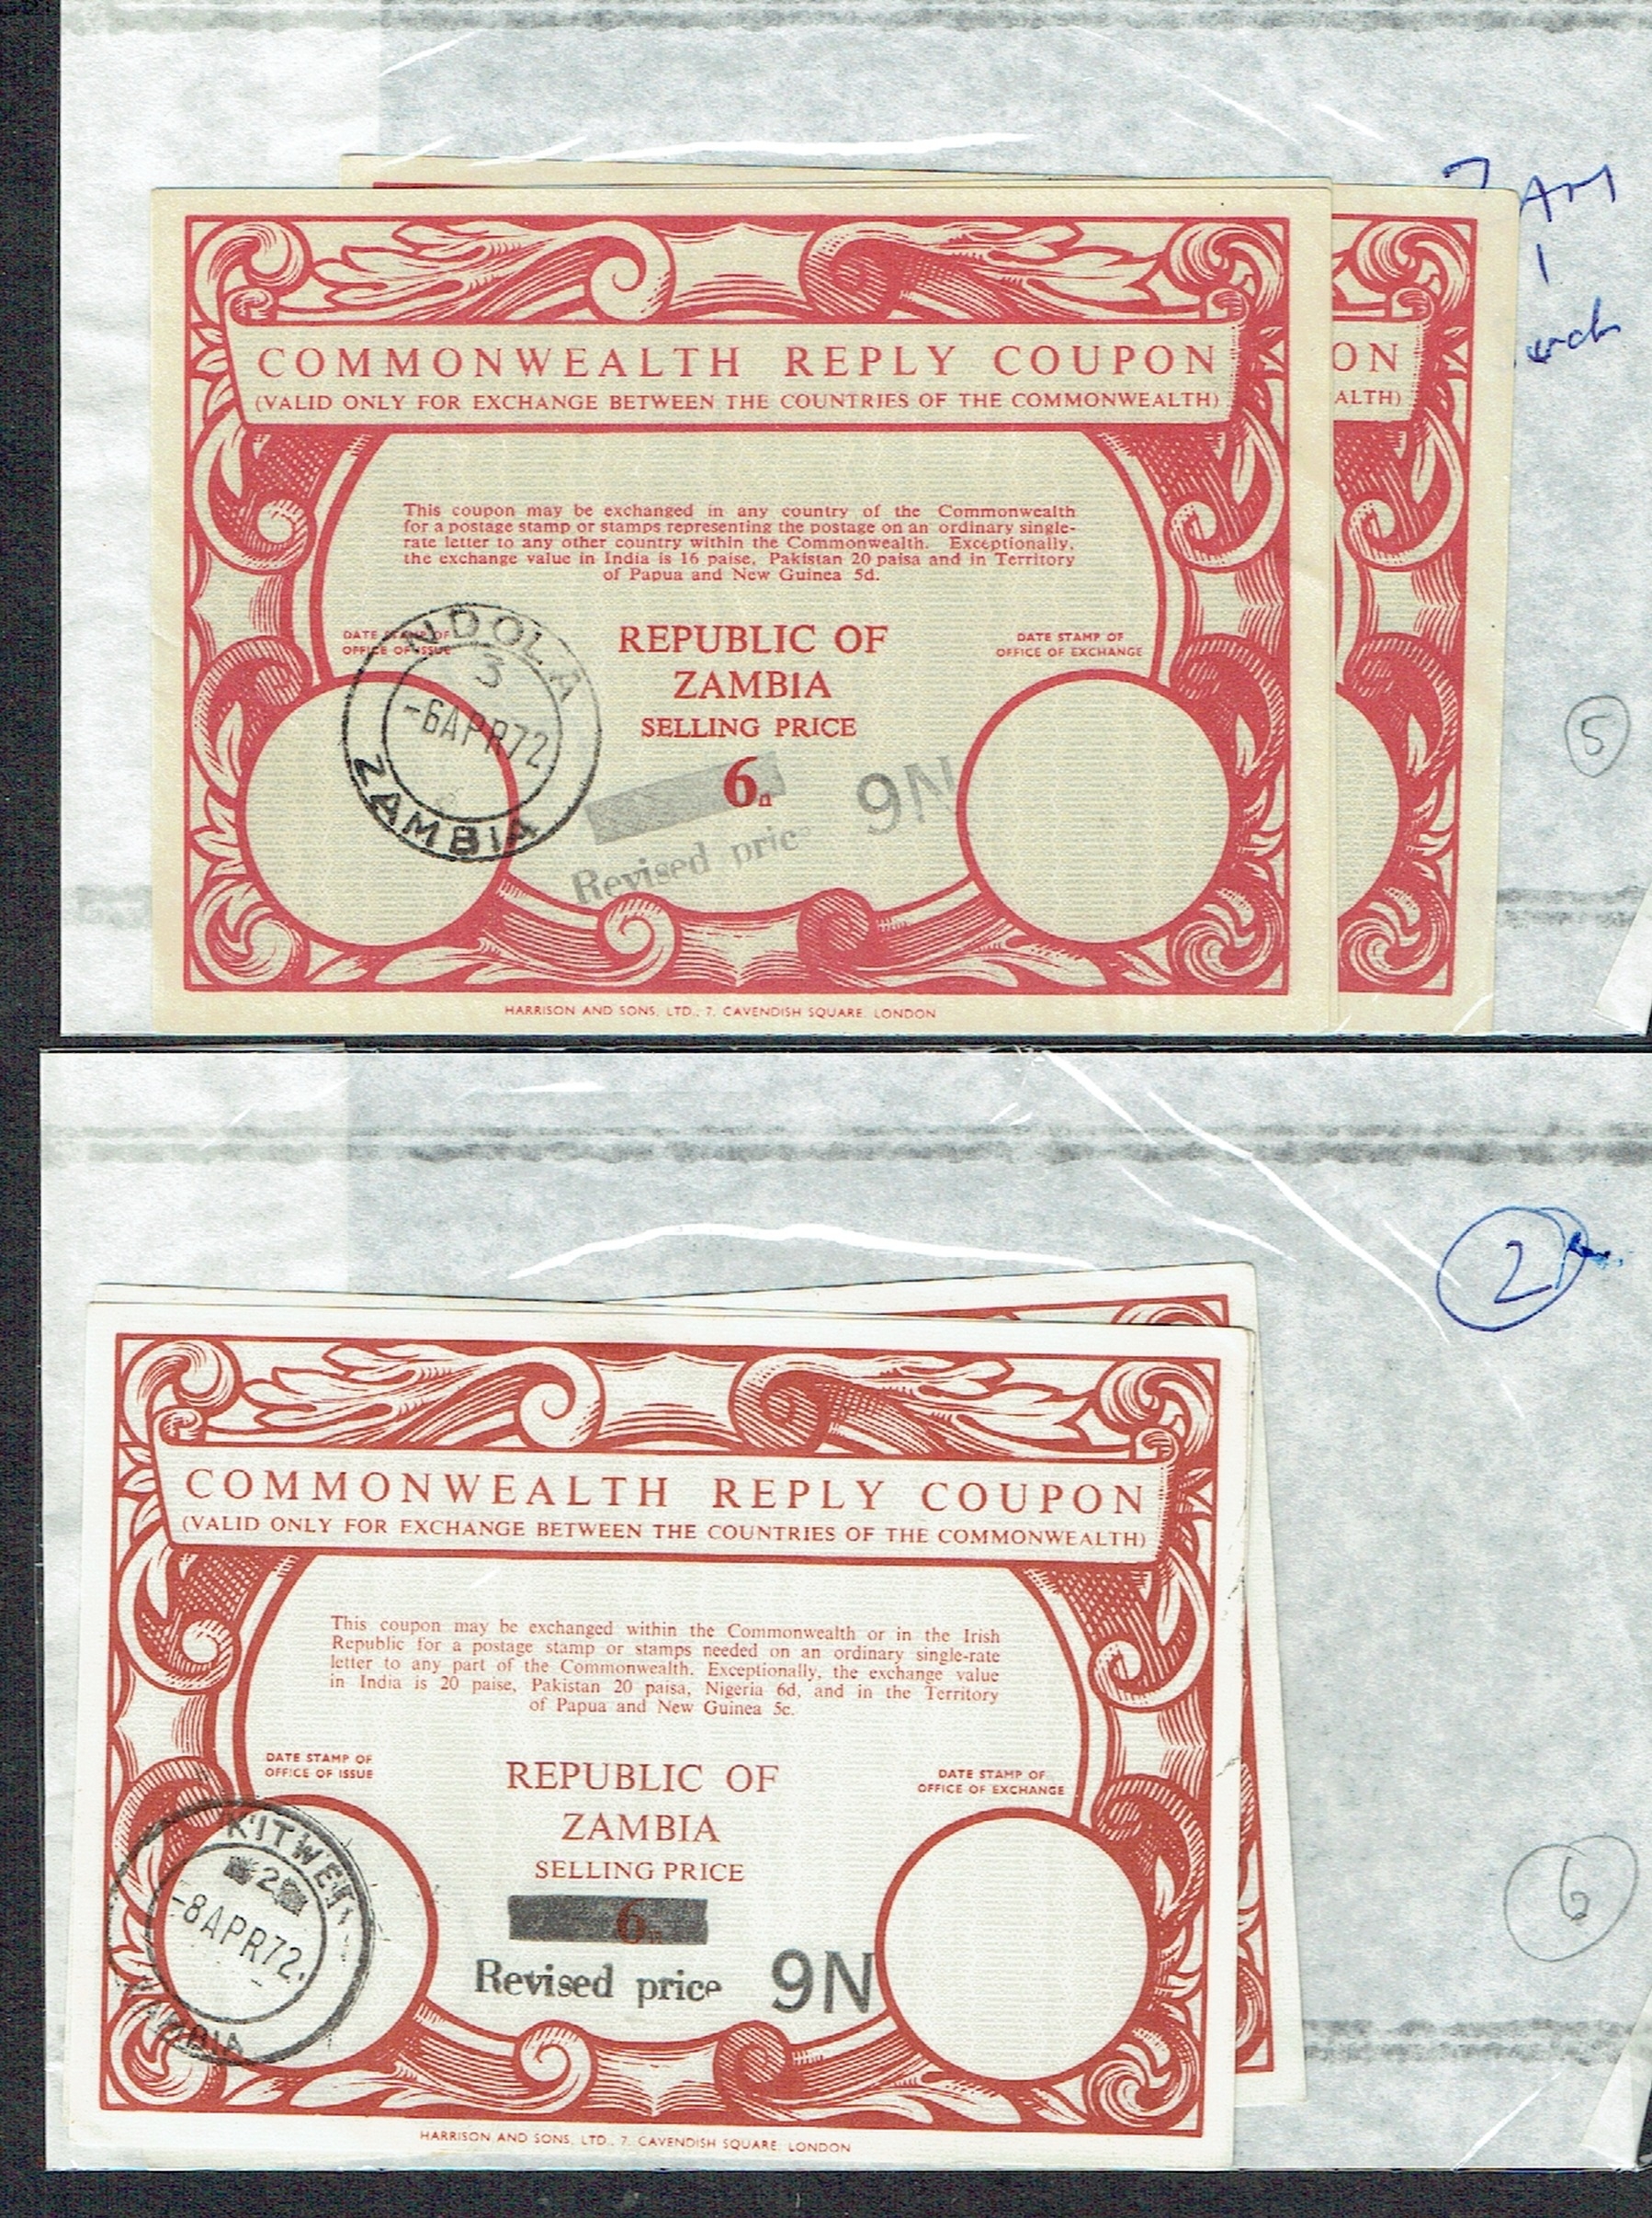 ZAM
1
COMMONWEALTH REPLY COUPON
(VALID ONLY FOR EXCHANGE BETWEEN THE COUNTRIES OF THE COMMONWEALTH)
ON
ALTH)
This coupon may be exchanged in any country of the Commonwealth
for a postage stamp or stamps representing the postage on an ordinary single-
rate letter to any other country within the Commonwealth. Exceptionally,
the exchange value in India is 16 paise, Pakistan 20 paisa and in Territory
of Papua and New Guinea 5d.
DATE STAMP OF
OFFICE OF ISSUE
NDOLA
3
-6APR72
ZAMBIA
REPUBLIC OF
ZAMBIA
SELLING PRICE
6D
Revised price 9N
DATE STAMP OF
OFFICE OF EXCHANGE
5
HARRISON AND SONS, LTD., 7, CAVENDISH SQUARE, LONDON
2
COMMONWEALTH REPLY COUPON
(VALID ONLY FOR EXCHANGE BETWEEN THE COUNTRIES OF THE COMMONWEALTH)
This coupon may be exchanged within the Commonwealth or in the Irish
Republic for a postage stamp or stamps needed on an ordinary single-rate
letter to any part of the Commonwealth. Exceptionally, the exchange value
in India is 20 paise, Pakistan 20 paisa, Nigeria 6d, and in the Territory
of Papua and New Guinea 5c.
DATE STAMP OF
OFFICE OF ISSUE
KITWE
2
-8APR72
ZAMBIA
REPUBLIC OF
ZAMBIA
SELLING PRICE
6D
Revised price 9N
DATE STAMP OF
OFFICE OF EXCHANGE
6
HARRISON AND SONS, LTD., 7, CAVENDISH SQUARE, LONDON